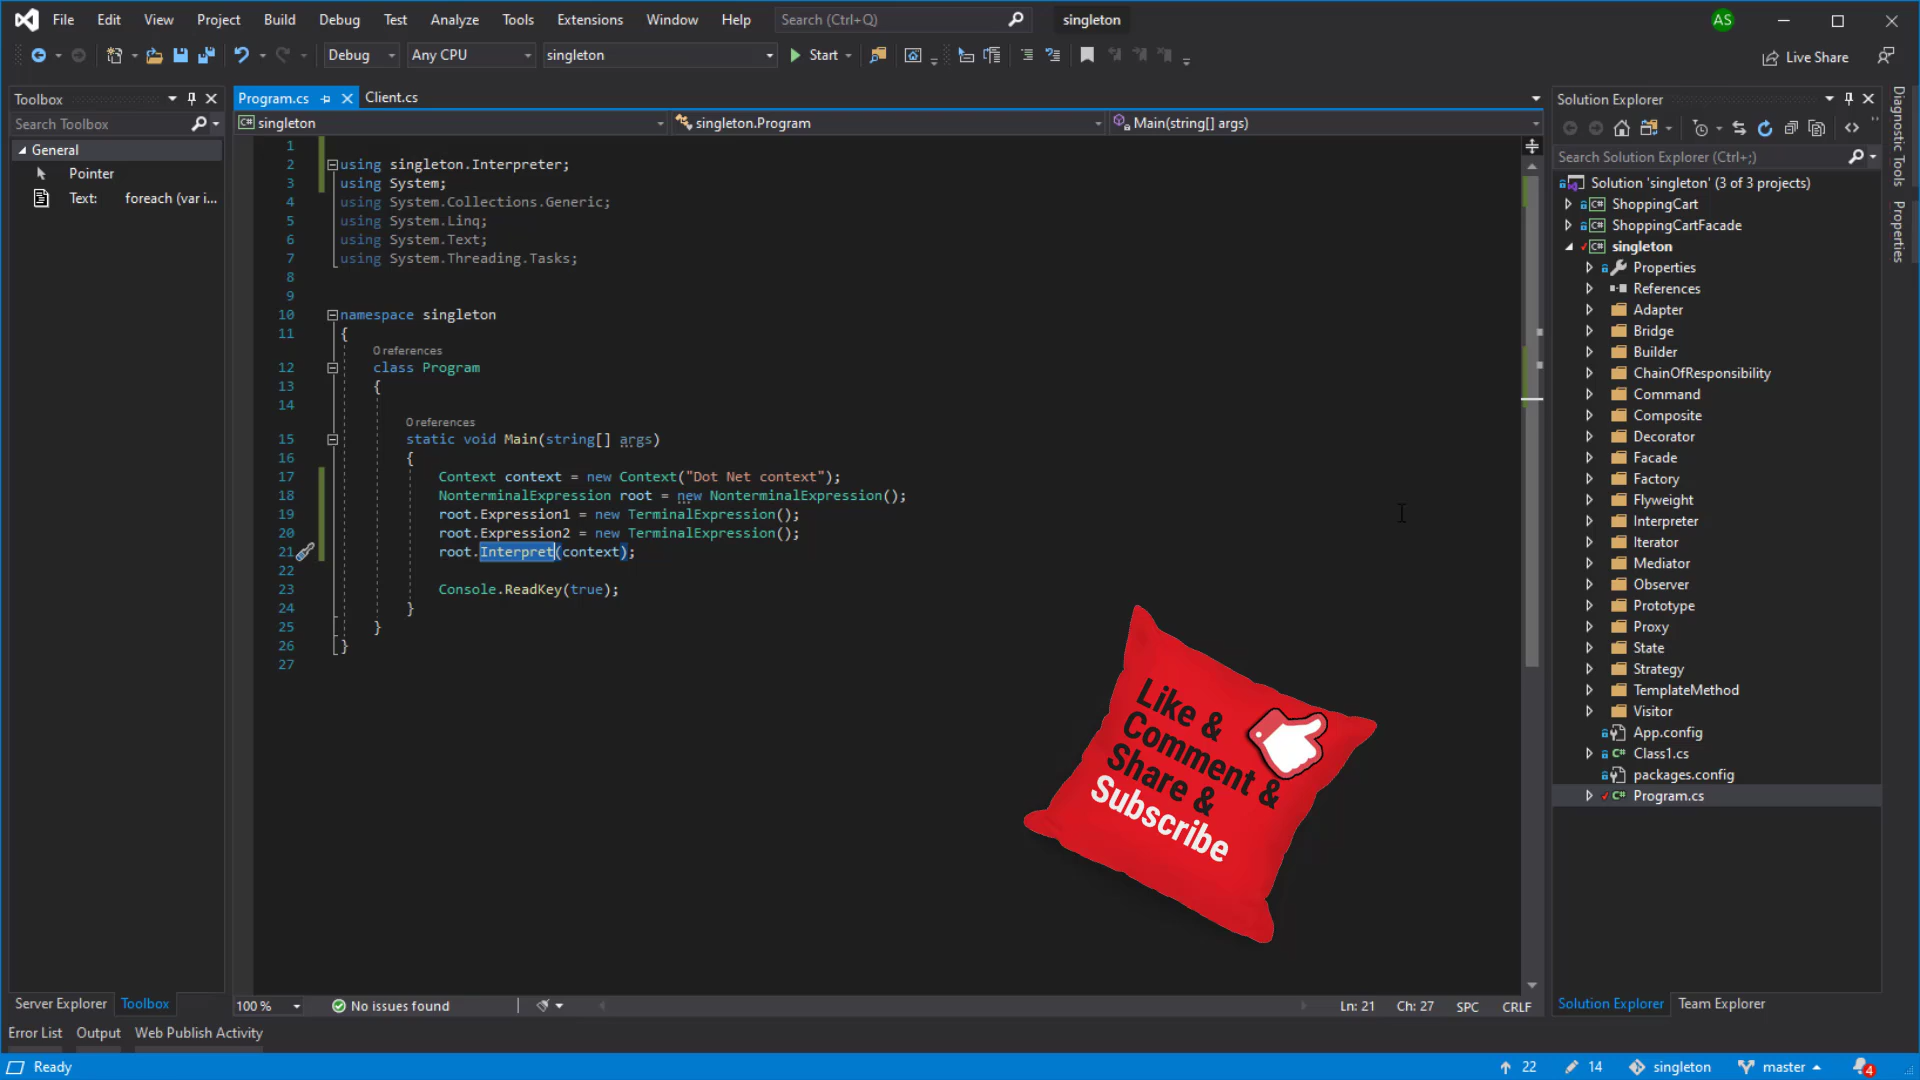 File Edit View Project Build Debug Test Analyze Tools Extensions Window Help Search (Ctrl+Q) singleton AS
Debug Any CPU singleton Start Live Share
Toolbox
Search Toolbox
General
Pointer
Text: foreach (var i...
Program.cs Client.cs
singleton singleton.Program Main(string[] args)
1
2 using singleton.Interpreter;
3 using System;
4 using System.Collections.Generic;
5 using System.Linq;
6 using System.Text;
7 using System.Threading.Tasks;
8
9
10 namespace singleton
11 {
0 references
12 class Program
13 {
14
0 references
15 static void Main(string[] args)
16 {
17 Context context = new Context("Dot Net context");
18 NonterminalExpression root = new NonterminalExpression();
19 root.Expression1 = new TerminalExpression();
20 root.Expression2 = new TerminalExpression();
21 root.Interpret(context);
22
23 Console.ReadKey(true);
24 }
25 }
26 }
27
Like &
Comment &
Share &
Subscribe
Solution Explorer
Search Solution Explorer (Ctrl+;)
Solution 'singleton' (3 of 3 projects)
C# ShoppingCart
C# ShoppingCartFacade
C# singleton
Properties
References
Adapter
Bridge
Builder
ChainOfResponsibility
Command
Composite
Decorator
Facade
Factory
Flyweight
Interpreter
Iterator
Mediator
Observer
Prototype
Proxy
State
Strategy
TemplateMethod
Visitor
App.config
C# Class1.cs
packages.config
C# Program.cs
Diagnostic Tools
Properties
Server Explorer Toolbox
100 % No issues found Ln: 21 Ch: 27 SPC CRLF
Solution Explorer Team Explorer
Error List Output Web Publish Activity
Ready 22 14 singleton master 4